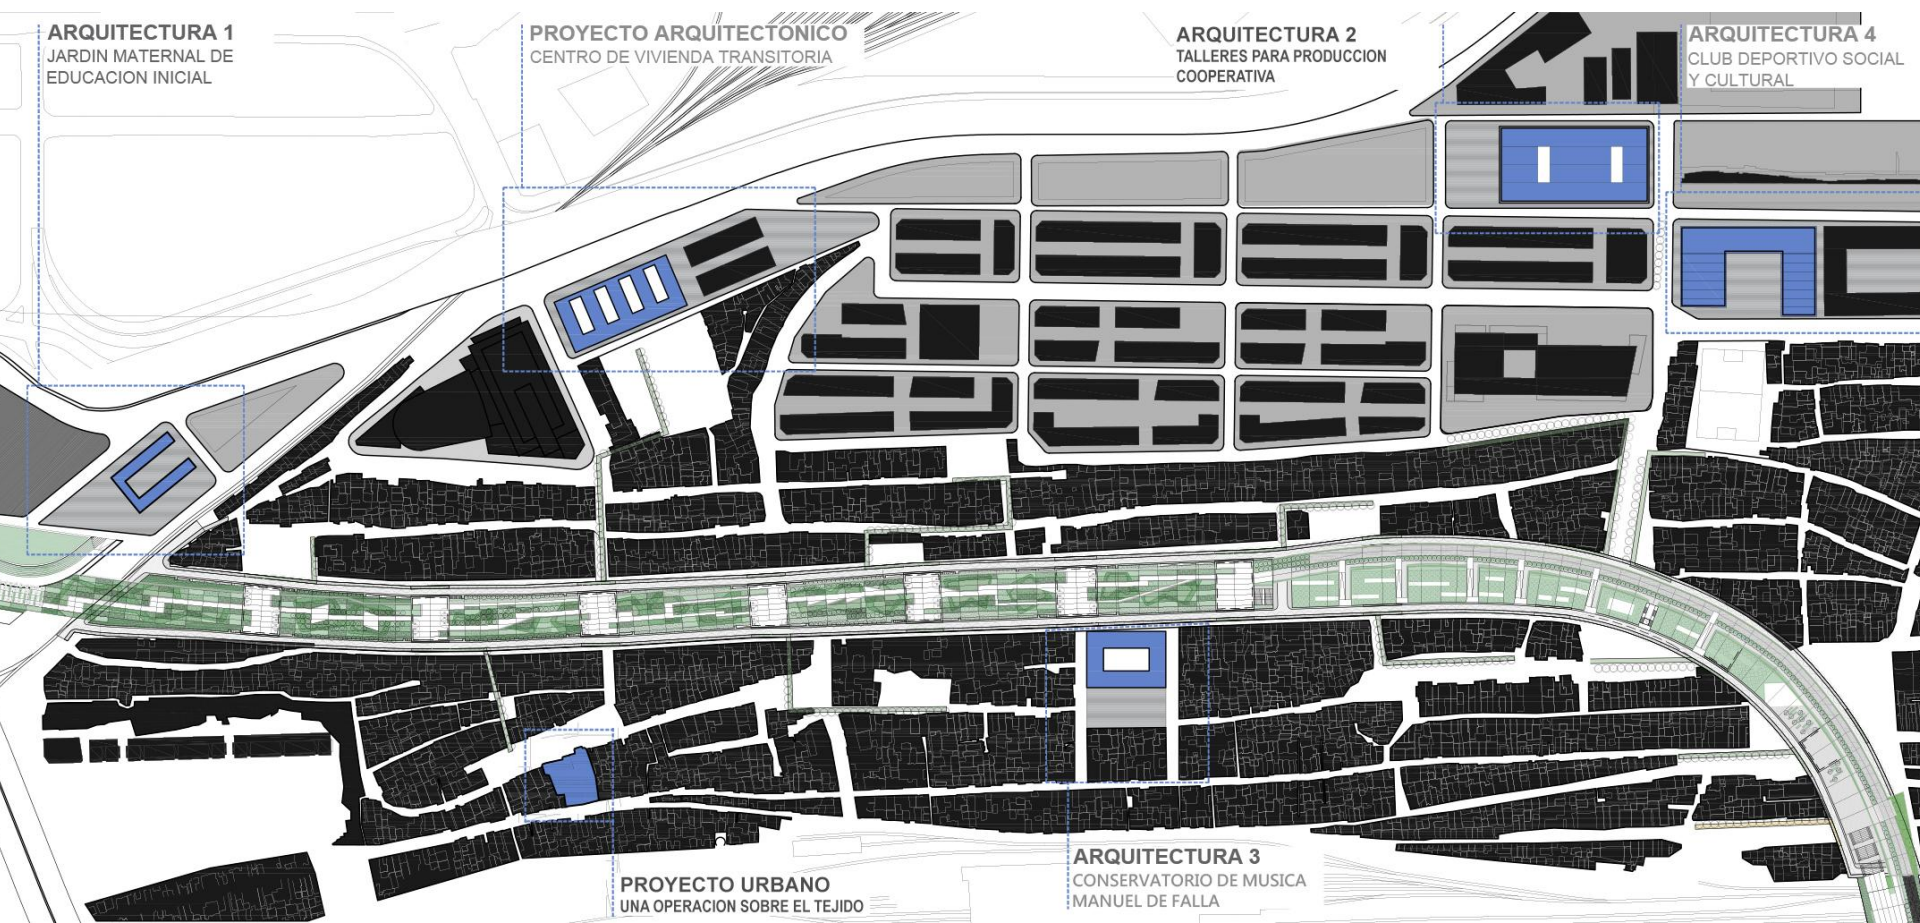 ARQUITECTURA 1
JARDIN MATERNAL DE
EDUCACION INICIAL
PROYECTO ARQUITECTONICO
CENTRO DE VIVIENDA TRANSITORIA
ARQUITECTURA 2
TALLERES PARA PRODUCCION
COOPERATIVA
ARQUITECTURA 4
CLUB DEPORTIVO SOCIAL
Y CULTURAL
PROYECTO URBANO
UNA OPERACION SOBRE EL TEJIDO
ARQUITECTURA 3
CONSERVATORIO DE MUSICA
MANUEL DE FALLA